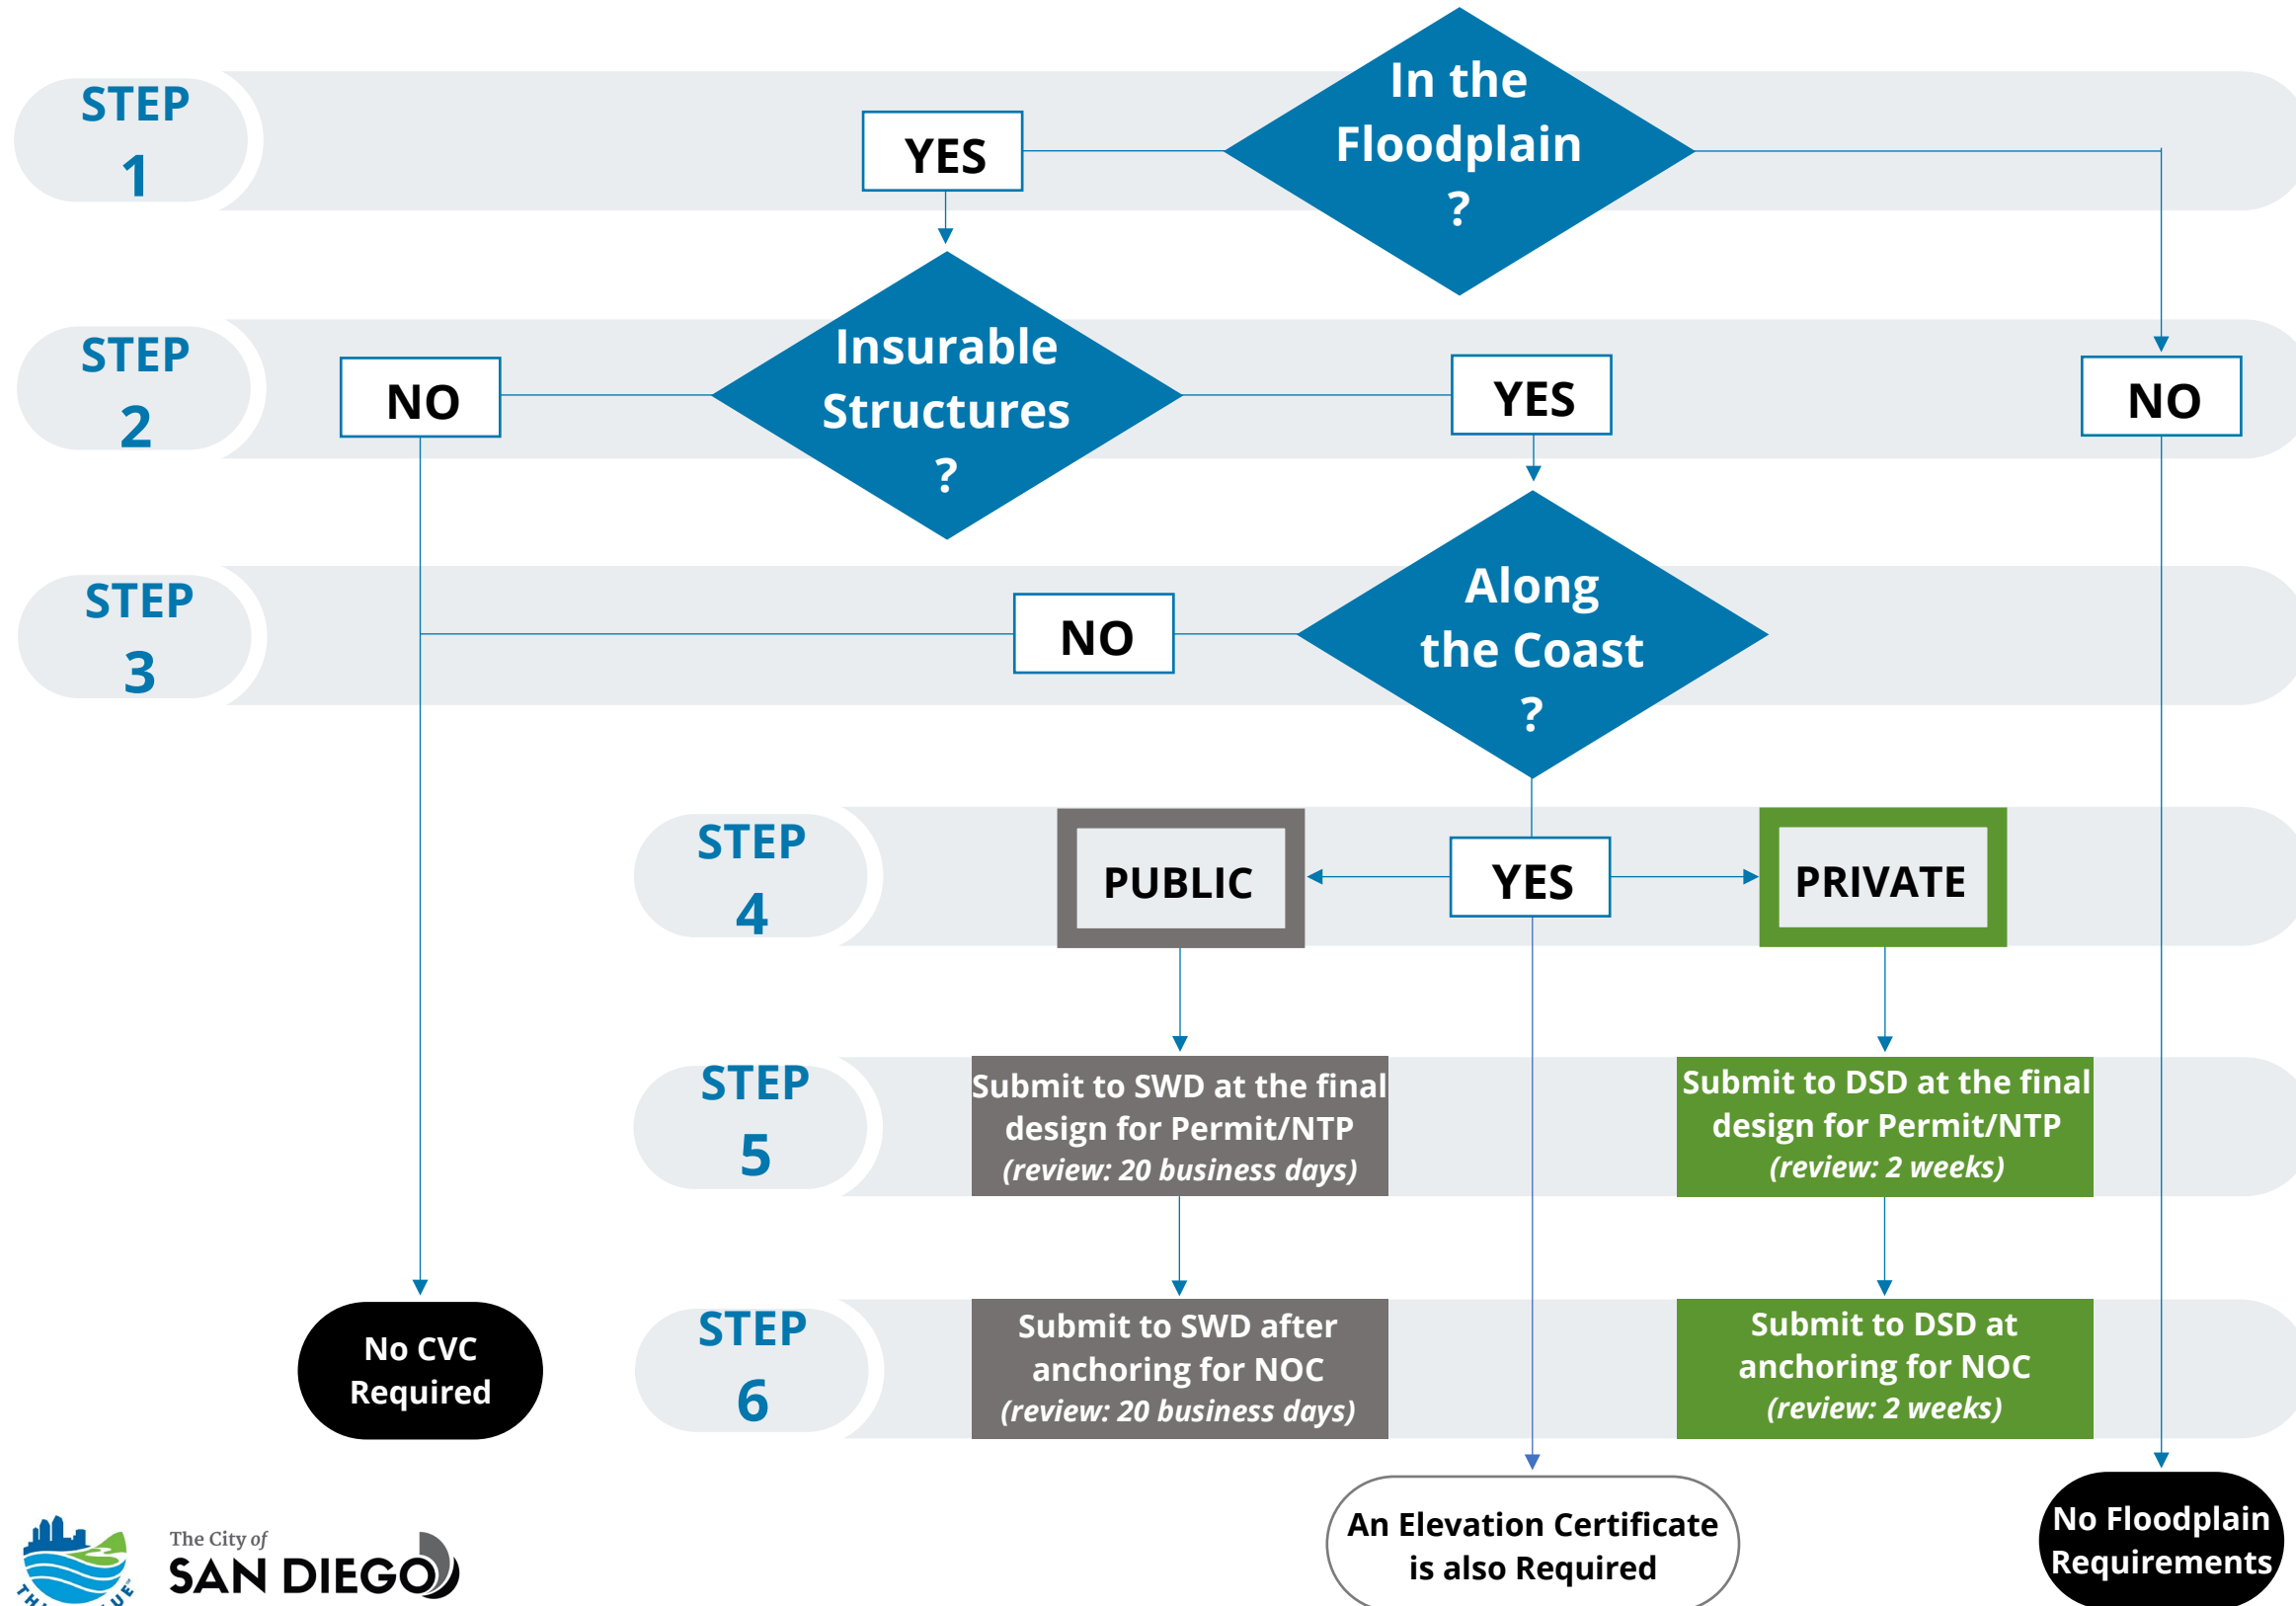 STEP
1
YES
In the
Floodplain
?
STEP
2
NO
Insurable
Structures
?
YES
NO
STEP
3
NO
Along
the Coast
?
STEP
4
PUBLIC
YES
PRIVATE
STEP
5
Submit to SWD at the final
design for Permit/NTP
(review: 20 business days)
Submit to DSD at the final
design for Permit/NTP
(review: 2 weeks)
STEP
6
No CVC
Required
Submit to SWD after
anchoring for NOC
(review: 20 business days)
Submit to DSD at
anchoring for NOC
(review: 2 weeks)
An Elevation Certificate
is also Required
No Floodplain
Requirements
The City of
SAN DIEGO